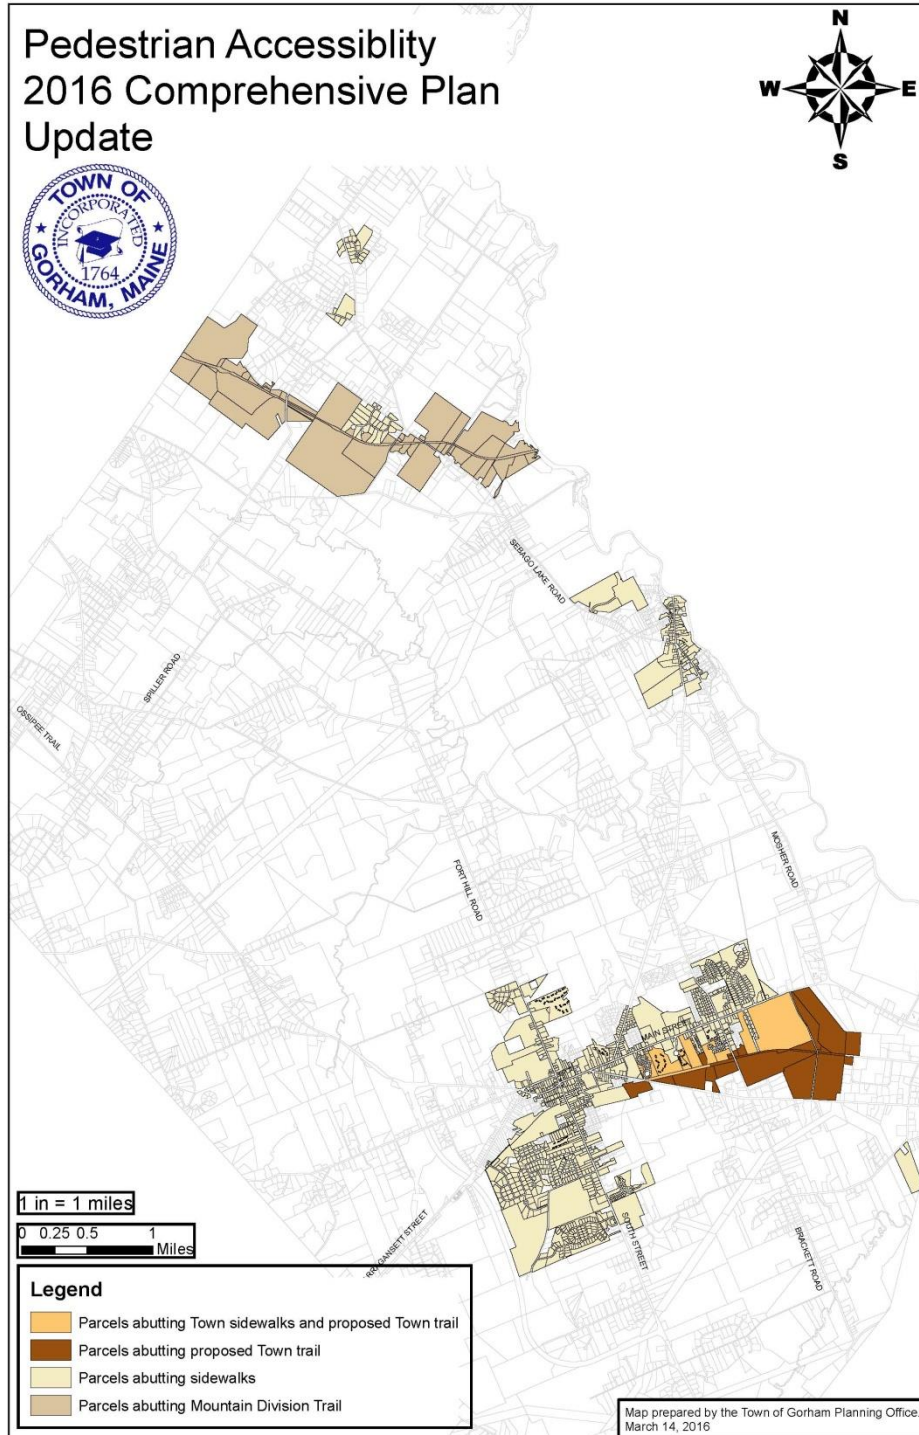 Pedestrian Accessiblity
2016 Comprehensive Plan
Update
N
W E
S
TOWN OF
INCORPORATED
1764
GORHAM, MAINE
SEBAGO LAKE ROAD
SPILLER ROAD
OSSIPEE TRAIL
MOSHER ROAD
FORT HILL ROAD
MAIN STREET
RRAGANSETT STREET
SOUTH STREET
BRACKETT ROAD
1 in = 1 miles
0 0.25 0.5 1
Miles
Legend
Parcels abutting Town sidewalks and proposed Town trail
Parcels abutting proposed Town trail
Parcels abutting sidewalks
Parcels abutting Mountain Division Trail
Map prepared by the Town of Gorham Planning Office,
March 14, 2016